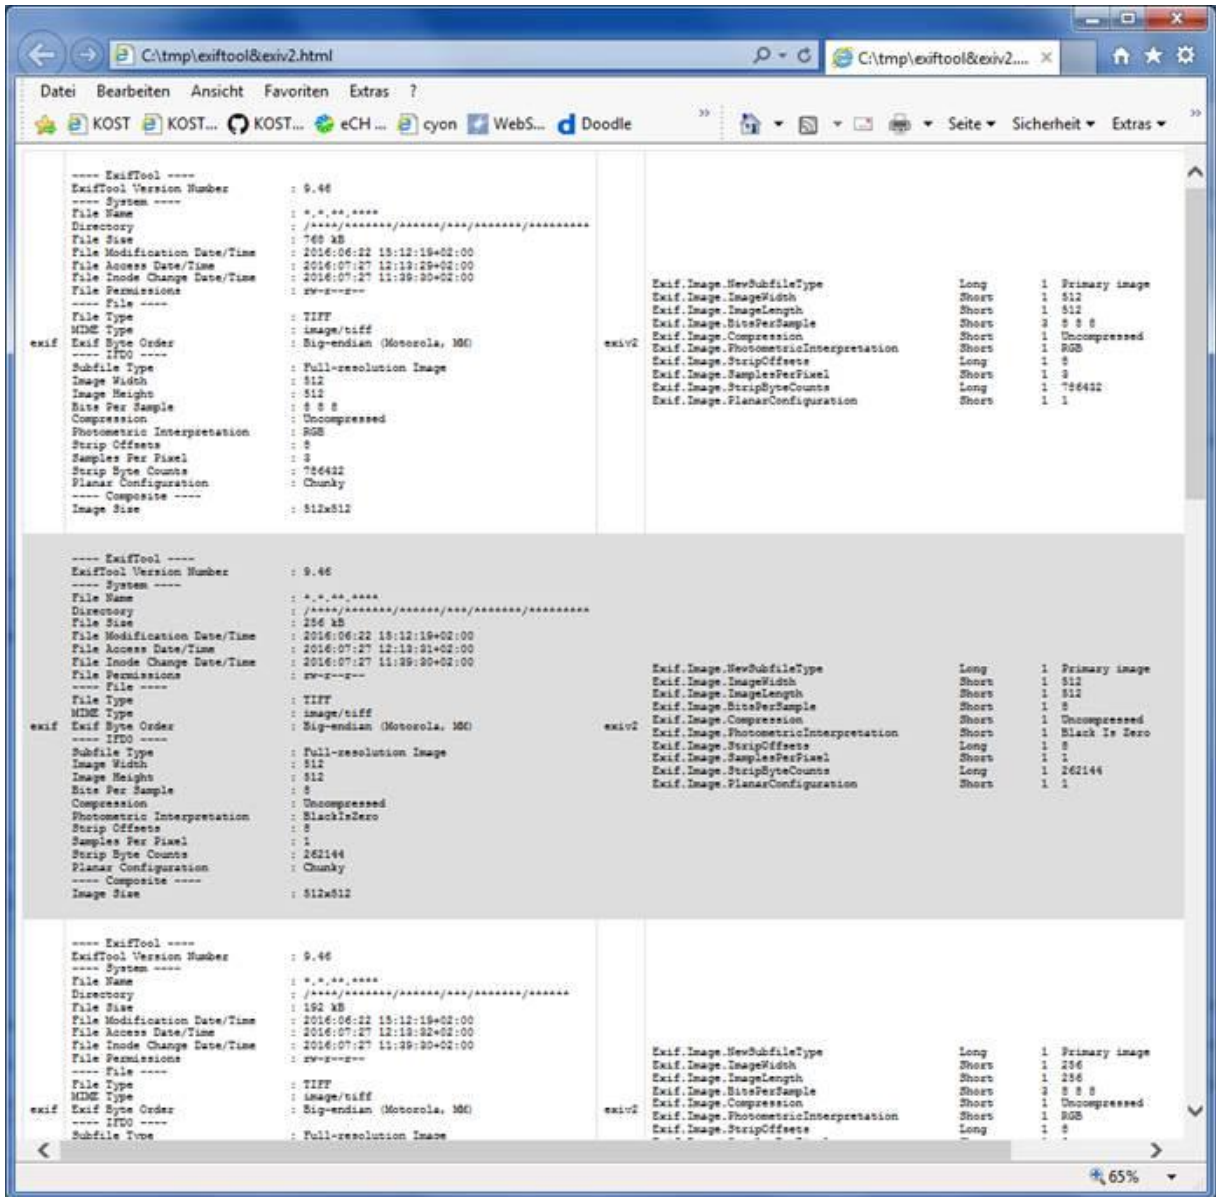 C:\tmp\exiftool&exiv2.html
C:\tmp\exiftool&exiv2....
Datei Bearbeiten Ansicht Favoriten Extras ?
KOST KOST... KOST... eCH ... cyon WebS... Doodle
Seite Sicherheit Extras
---- ExifTool ----
ExifTool Version Number : 9.46
---- System ----
File Name : *.*.**.****
Directory : /****/*******/******/***/*******/*********
File Size : 768 kB
File Modification Date/Time : 2016:06:22 15:12:19+02:00
File Access Date/Time : 2016:07:27 12:13:29+02:00
File Inode Change Date/Time : 2016:07:27 11:39:30+02:00
File Permissions : rw-r--r--
---- File ----
File Type : TIFF
MIME Type : image/tiff
exif Exif Byte Order : Big-endian (Motorola, MM)
---- IFD0 ----
Subfile Type : Full-resolution Image
Image Width : 512
Image Height : 512
Bits Per Sample : 8 8 8
Compression : Uncompressed
Photometric Interpretation : RGB
Strip Offsets : 8
Samples Per Pixel : 3
Strip Byte Counts : 786432
Planar Configuration : Chunky
---- Composite ----
Image Size : 512x512
exiv2
Exif.Image.NewSubfileType Long 1 Primary image
Exif.Image.ImageWidth Short 1 512
Exif.Image.ImageLength Short 1 512
Exif.Image.BitsPerSample Short 3 8 8 8
Exif.Image.Compression Short 1 Uncompressed
Exif.Image.PhotometricInterpretation Short 1 RGB
Exif.Image.StripOffsets Long 1 8
Exif.Image.SamplesPerPixel Short 1 3
Exif.Image.StripByteCounts Long 1 786432
Exif.Image.PlanarConfiguration Short 1 1
---- ExifTool ----
ExifTool Version Number : 9.46
---- System ----
File Name : *.*.**.****
Directory : /****/*******/******/***/*******/*********
File Size : 256 kB
File Modification Date/Time : 2016:06:22 15:12:19+02:00
File Access Date/Time : 2016:07:27 12:13:31+02:00
File Inode Change Date/Time : 2016:07:27 11:39:30+02:00
File Permissions : rw-r--r--
---- File ----
File Type : TIFF
MIME Type : image/tiff
exif Exif Byte Order : Big-endian (Motorola, MM)
---- IFD0 ----
Subfile Type : Full-resolution Image
Image Width : 512
Image Height : 512
Bits Per Sample : 8
Compression : Uncompressed
Photometric Interpretation : BlackIsZero
Strip Offsets : 8
Samples Per Pixel : 1
Strip Byte Counts : 262144
Planar Configuration : Chunky
---- Composite ----
Image Size : 512x512
exiv2
Exif.Image.NewSubfileType Long 1 Primary image
Exif.Image.ImageWidth Short 1 512
Exif.Image.ImageLength Short 1 512
Exif.Image.BitsPerSample Short 1 8
Exif.Image.Compression Short 1 Uncompressed
Exif.Image.PhotometricInterpretation Short 1 Black Is Zero
Exif.Image.StripOffsets Long 1 8
Exif.Image.SamplesPerPixel Short 1 1
Exif.Image.StripByteCounts Long 1 262144
Exif.Image.PlanarConfiguration Short 1 1
---- ExifTool ----
ExifTool Version Number : 9.46
---- System ----
File Name : *.*.**.****
Directory : /****/*******/******/***/*******/******
File Size : 192 kB
File Modification Date/Time : 2016:06:22 15:12:19+02:00
File Access Date/Time : 2016:07:27 12:13:32+02:00
File Inode Change Date/Time : 2016:07:27 11:39:30+02:00
File Permissions : rw-r--r--
---- File ----
File Type : TIFF
MIME Type : image/tiff
exif Exif Byte Order : Big-endian (Motorola, MM)
---- IFD0 ----
Subfile Type : Full-resolution Image
exiv2
Exif.Image.NewSubfileType Long 1 Primary image
Exif.Image.ImageWidth Short 1 256
Exif.Image.ImageLength Short 1 256
Exif.Image.BitsPerSample Short 3 8 8 8
Exif.Image.Compression Short 1 Uncompressed
Exif.Image.PhotometricInterpretation Short 1 RGB
Exif.Image.StripOffsets Long 1 8
65%